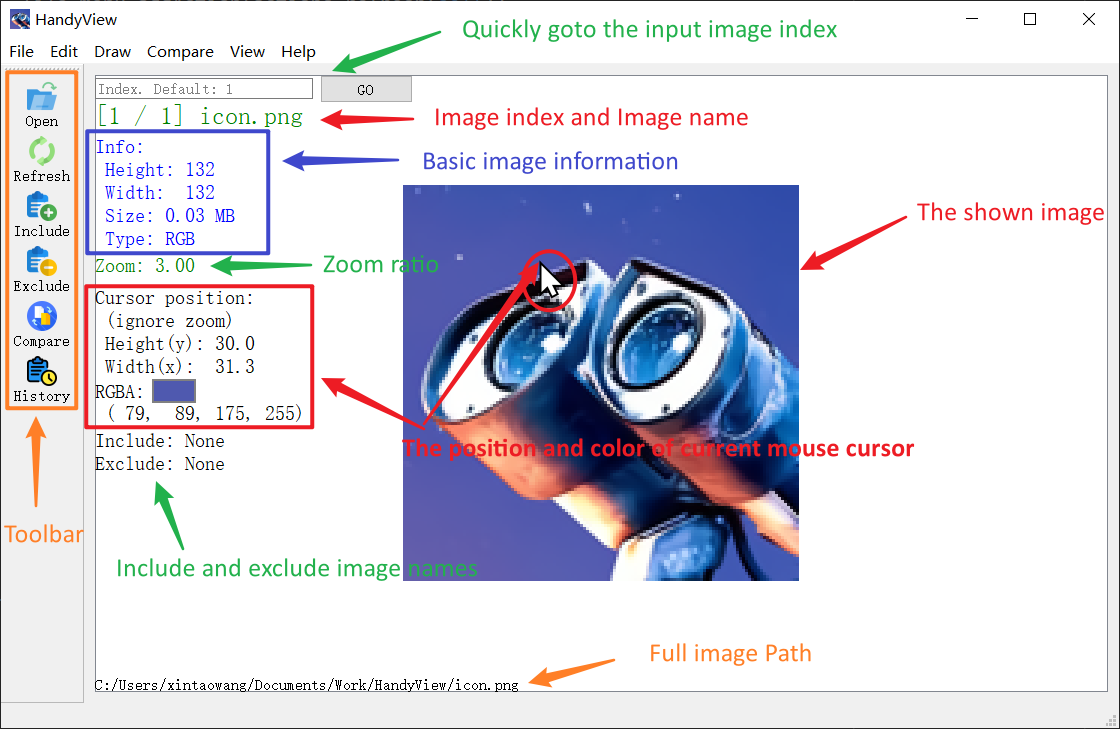 HandyView
File Edit Draw Compare View Help
Quickly goto the input image index
Index. Default: 1
GO
[1 / 1] icon.png
Image index and Image name
Info:
Height: 132
Width: 132
Size: 0.03 MB
Type: RGB
Basic image information
Zoom: 3.00
Zoom ratio
Cursor position:
(ignore zoom)
Height(y): 30.0
Width(x): 31.3
RGBA:
( 79, 89, 175, 255)
The position and color of current mouse cursor
Include: None
Exclude: None
Include and exclude image names
The shown image
Open
Refresh
Include
Exclude
Compare
History
Toolbar
Full image Path
C:/Users/xintaowang/Documents/Work/HandyView/icon.png